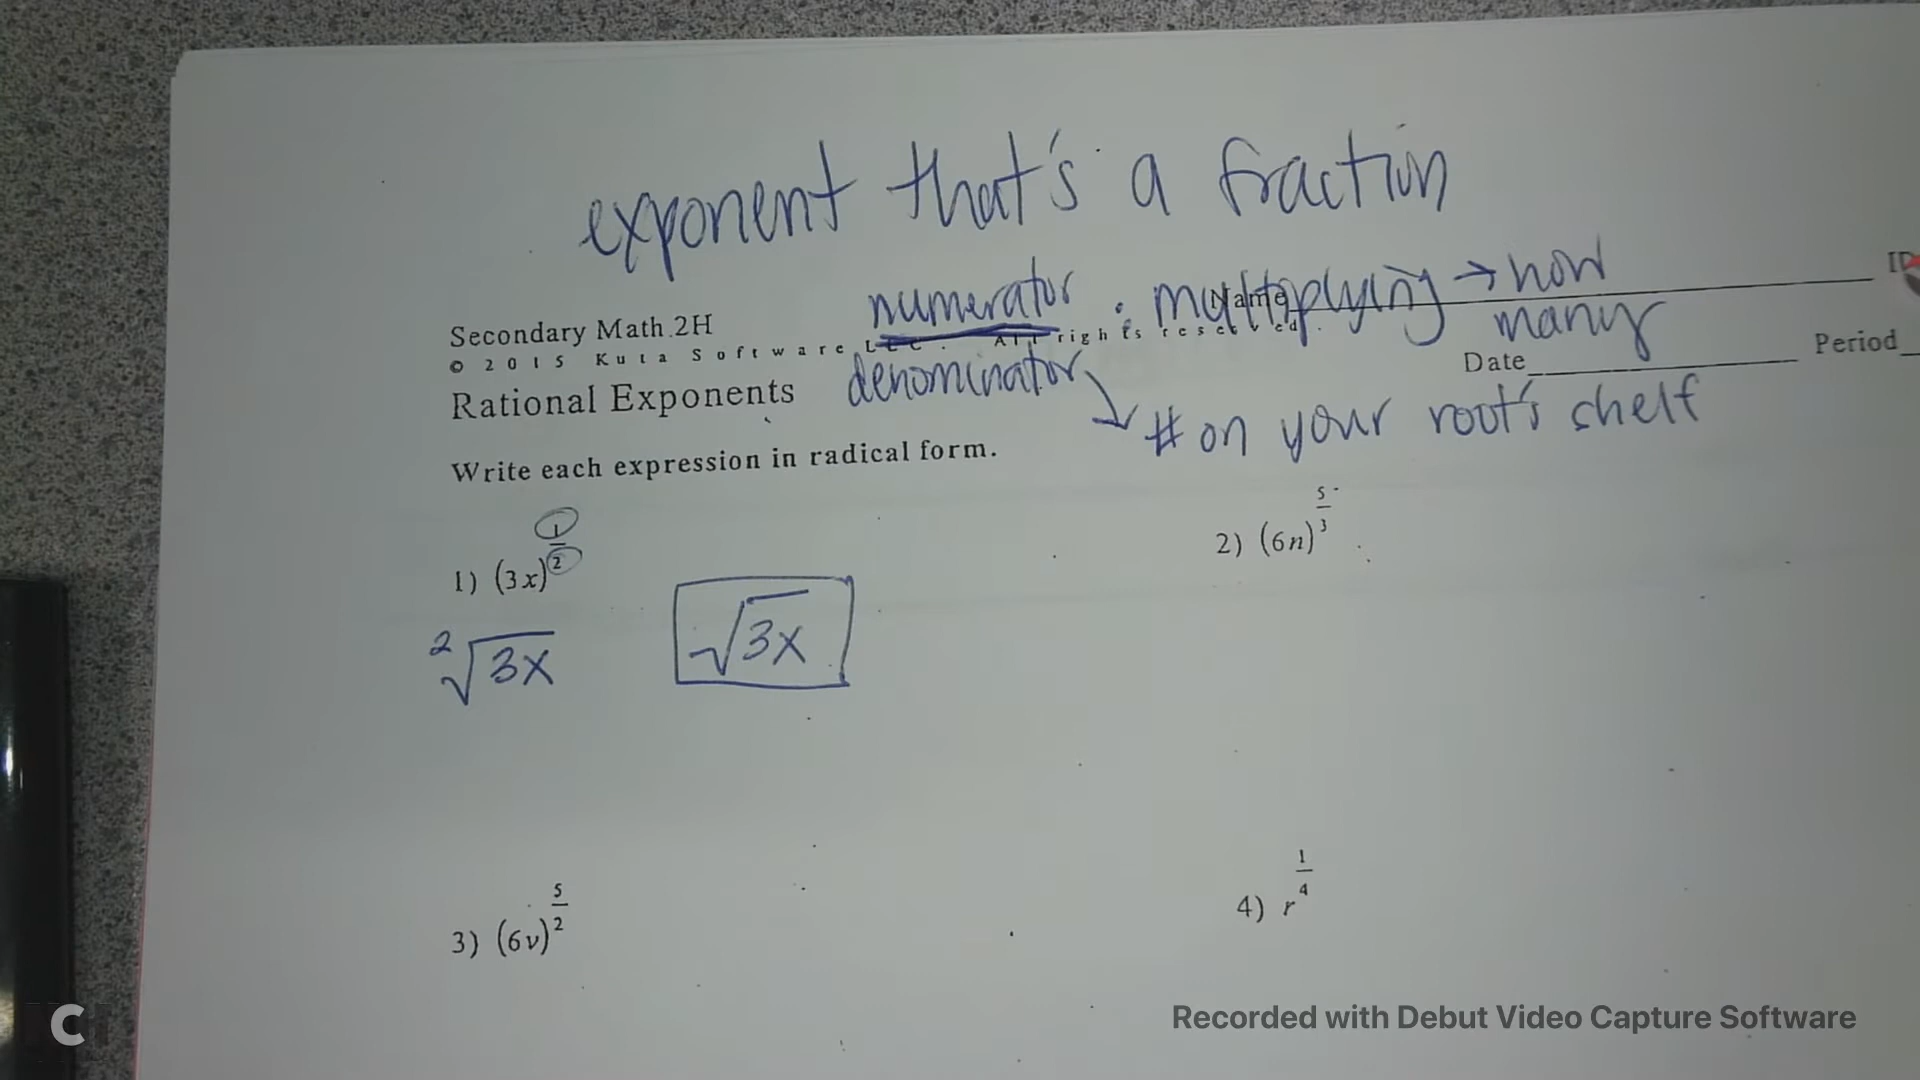 exponent that's a fraction
numerator : multiplying → how many
Secondary Math 2H Name ID
© 2015 Kuta Software LLC. All rights reserved.
denominator Date Period
Rational Exponents
# on your root's shelf
Write each expression in radical form.
1) (3x)^(1/2)
2) (6n)^(5/3)
²√3x √3x
3) (6v)^(5/2)
4) r^(1/4)
C
Recorded with Debut Video Capture Software